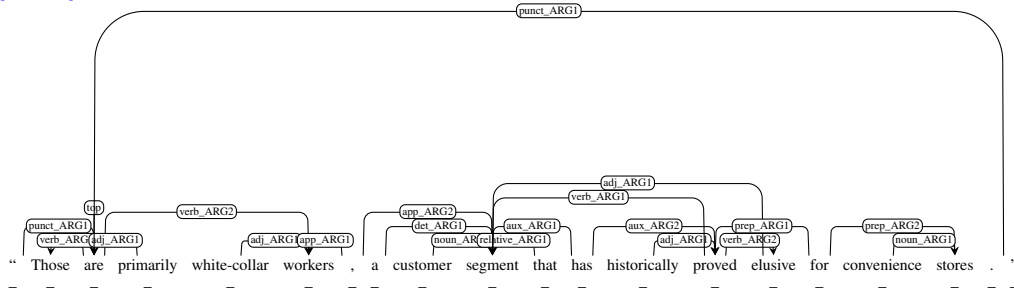 punct_ARG1
adj_ARG1
verb_ARG1
top
verb_ARG2
app_ARG2
punct_ARG1
det_ARG1
aux_ARG1
aux_ARG2
prep_ARG1
prep_ARG2
adj_ARG1
adj_ARG1
app_ARG1
relative_ARG1
adj_ARG1
verb_ARG2
noun_ARG1
“ Those are primarily white-collar workers , a customer segment that has historically proved elusive for convenience stores .